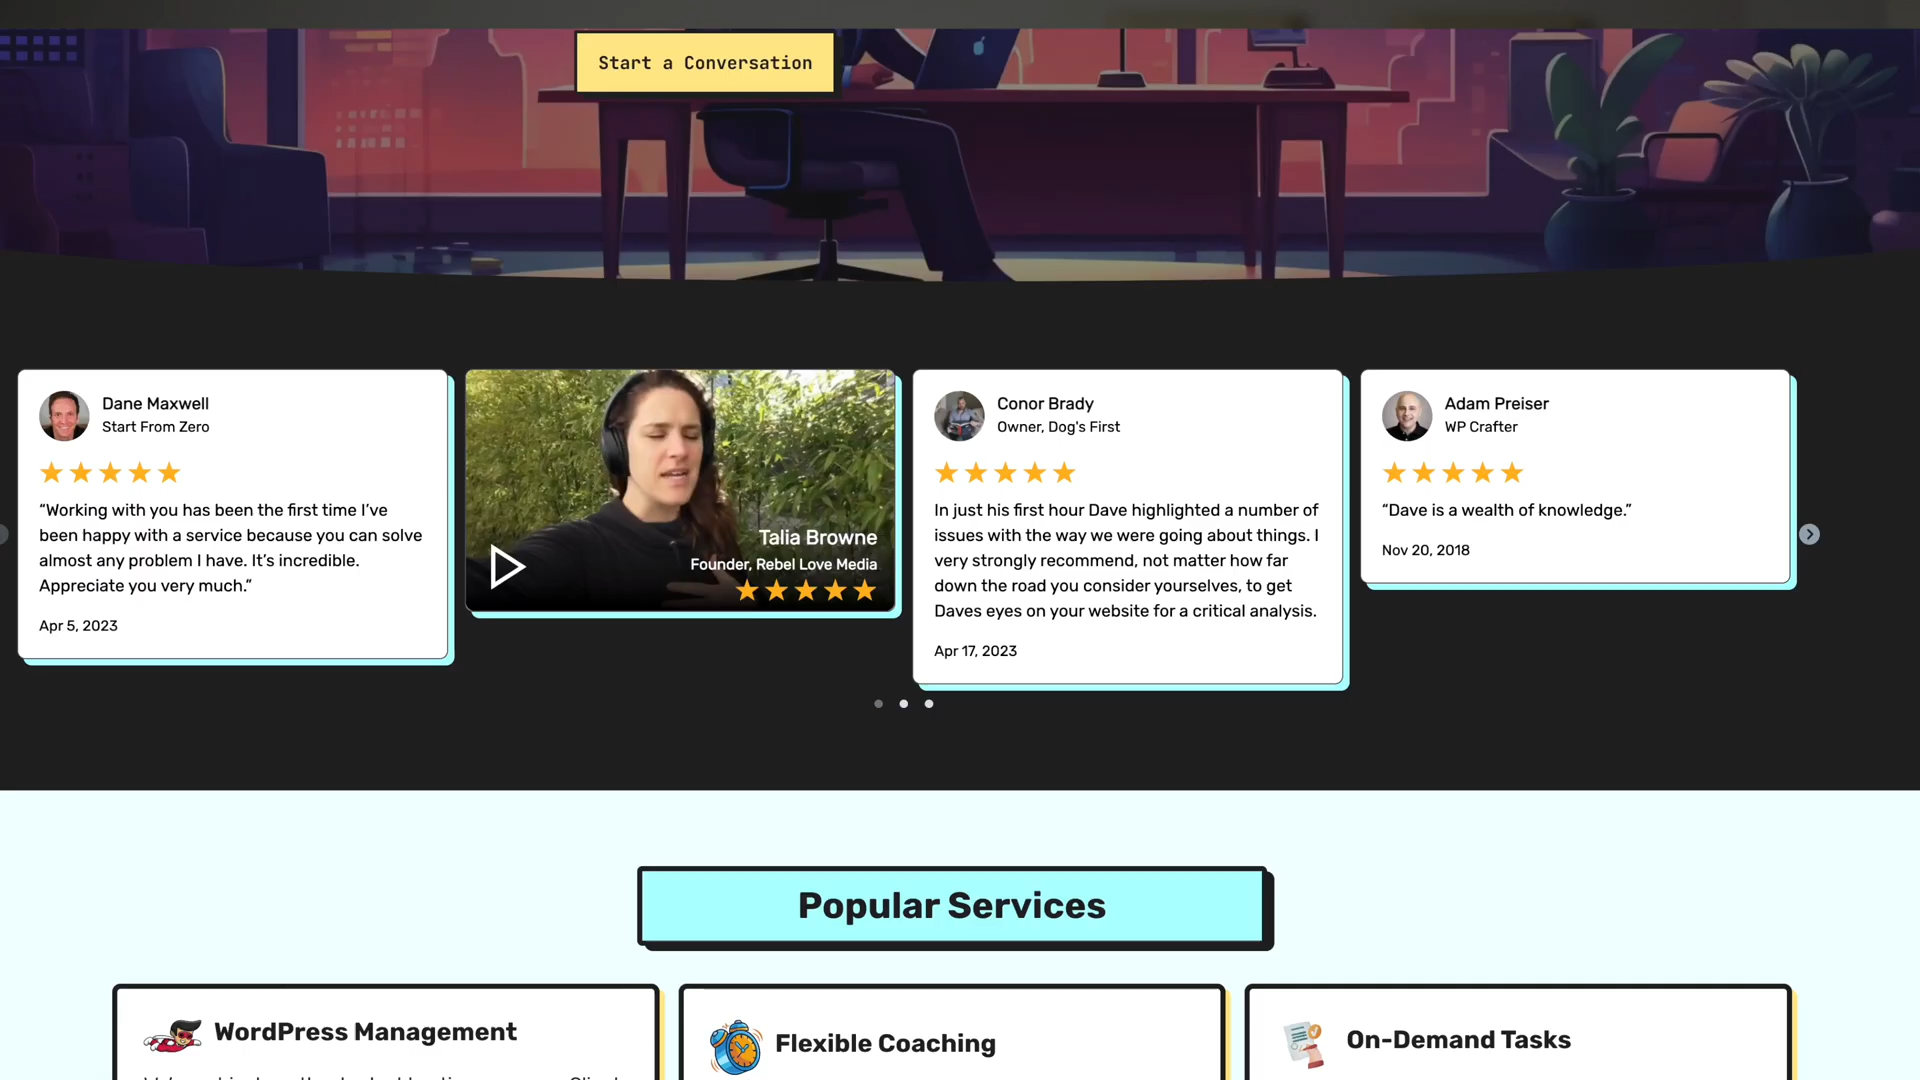 Start a Conversation
Dane Maxwell
Start From Zero
“Working with you has been the first time I’ve
been happy with a service because you can solve
almost any problem I have. It’s incredible.
Appreciate you very much.”
Apr 5, 2023
Talia Browne
Founder, Rebel Love Media
Conor Brady
Owner, Dog's First
In just his first hour Dave highlighted a number of
issues with the way we were going about things. I
very strongly recommend, not matter how far
down the road you consider yourselves, to get
Daves eyes on your website for a critical analysis.
Apr 17, 2023
Adam Preiser
WP Crafter
“Dave is a wealth of knowledge.”
Nov 20, 2018
Popular Services
WordPress Management
Flexible Coaching
On-Demand Tasks